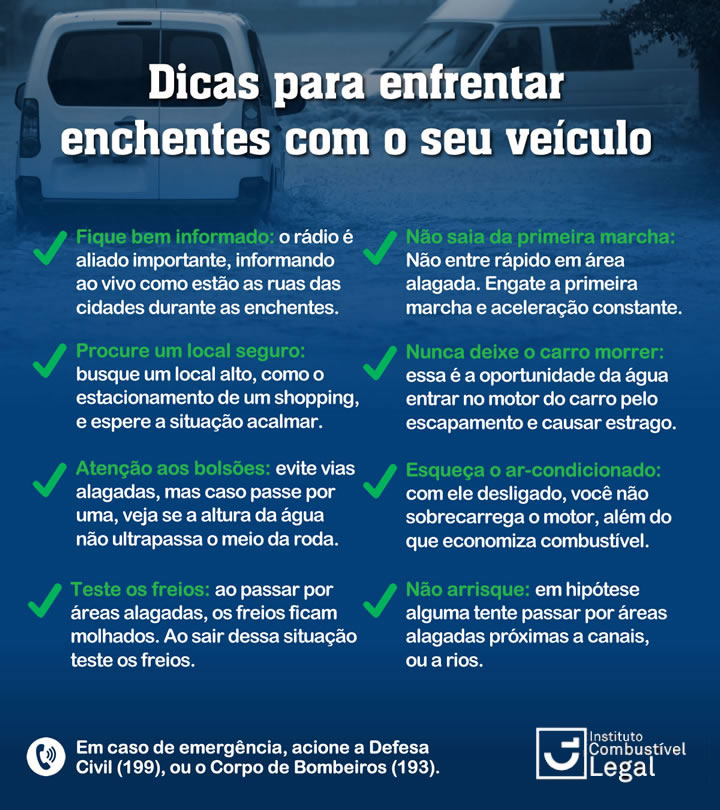 Dicas para enfrentar
enchentes com o seu veículo
Fique bem informado: o rádio é
aliado importante, informando
ao vivo como estão as ruas das
cidades durante as enchentes.
Procure um local seguro:
busque um local alto, como o
estacionamento de um shopping,
e espere a situação acalmar.
Atenção aos bolsões: evite vias
alagadas, mas caso passe por
uma, veja se a altura da água
não ultrapassa o meio da roda.
Teste os freios: ao passar por
áreas alagadas, os freios ficam
molhados. Ao sair dessa situação
teste os freios.
Não saia da primeira marcha:
Não entre rápido em área
alagada. Engate a primeira
marcha e aceleração constante.
Nunca deixe o carro morrer:
essa é a oportunidade da água
entrar no motor do carro pelo
escapamento e causar estrago.
Esqueça o ar-condicionado:
com ele desligado, você não
sobrecarrega o motor, além do
que economiza combustível.
Não arrisque: em hipótese
alguma tente passar por áreas
alagadas próximas a canais,
ou a rios.
Em caso de emergência, acione a Defesa
Civil (199), ou o Corpo de Bombeiros (193).
Instituto
Combustível
Legal